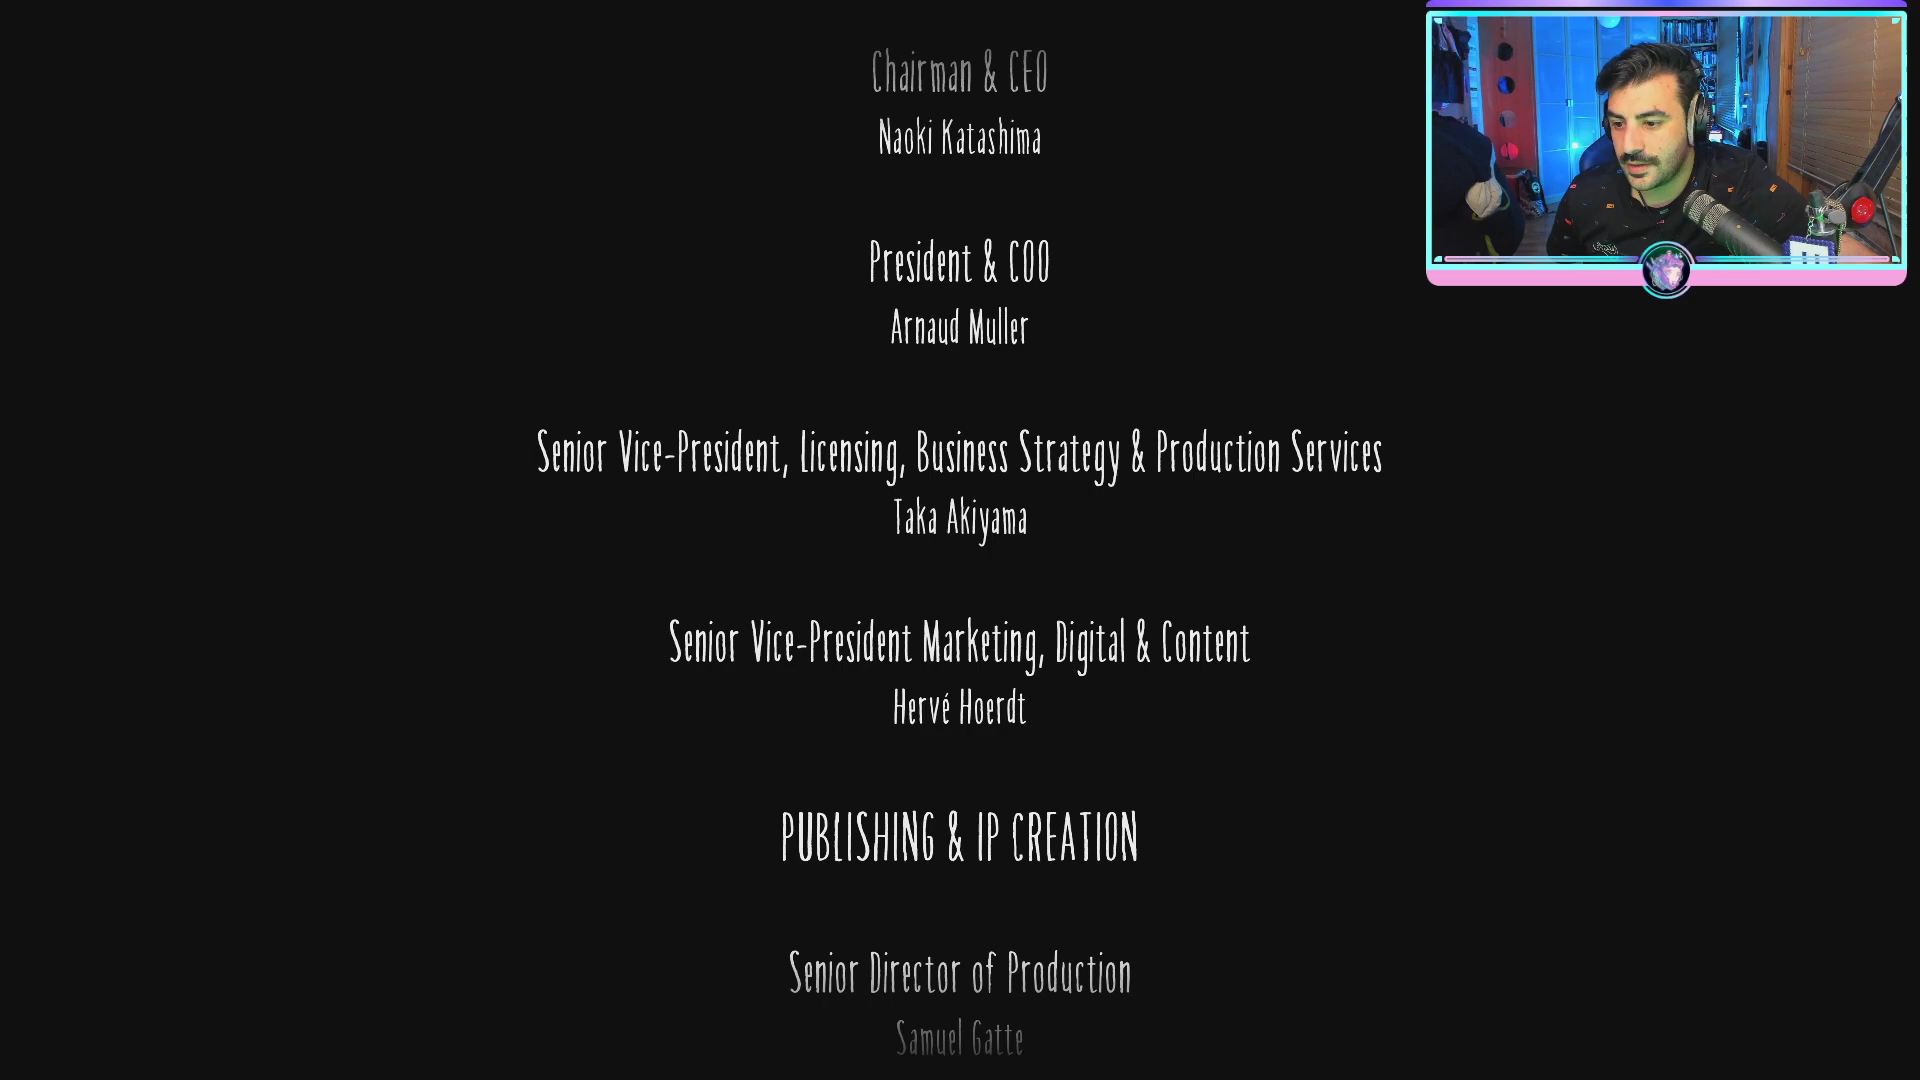 Chairman & CEO
Naoki Katashima
President & COO
Arnaud Muller
Senior Vice-President, Licensing, Business Strategy & Production Services
Taka Akiyama
Senior Vice-President Marketing, Digital & Content
Hervé Hoerdt
PUBLISHING & IP CREATION
Senior Director of Production
Samuel Gatte